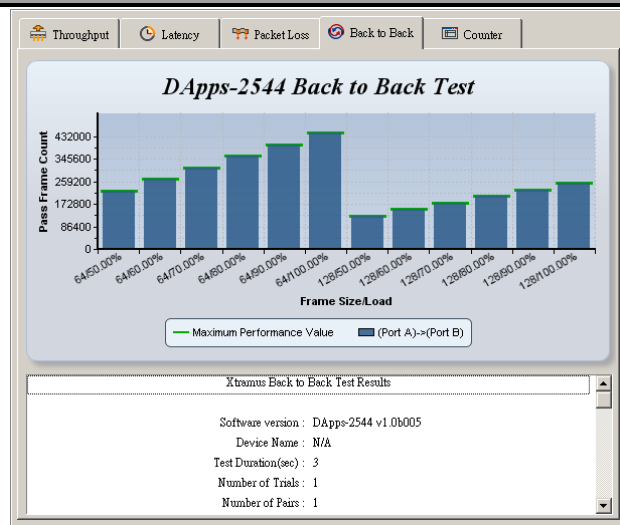 Throughput Latency Packet Loss Back to Back Counter
DApps-2544 Back to Back Test
Pass Frame Count
432000
345600
259200
172800
86400
0
64/50.00% 64/60.00% 64/70.00% 64/80.00% 64/90.00% 64/100.00% 128/50.00% 128/60.00% 128/70.00% 128/80.00% 128/90.00% 128/100.00%
Frame Size/Load
Maximum Performance Value (Port A)->(Port B)
Xtramus Back to Back Test Results
Software version : DApps-2544 v1.0b005
Device Name : N/A
Test Duration(sec) : 3
Number of Trials : 1
Number of Pairs : 1